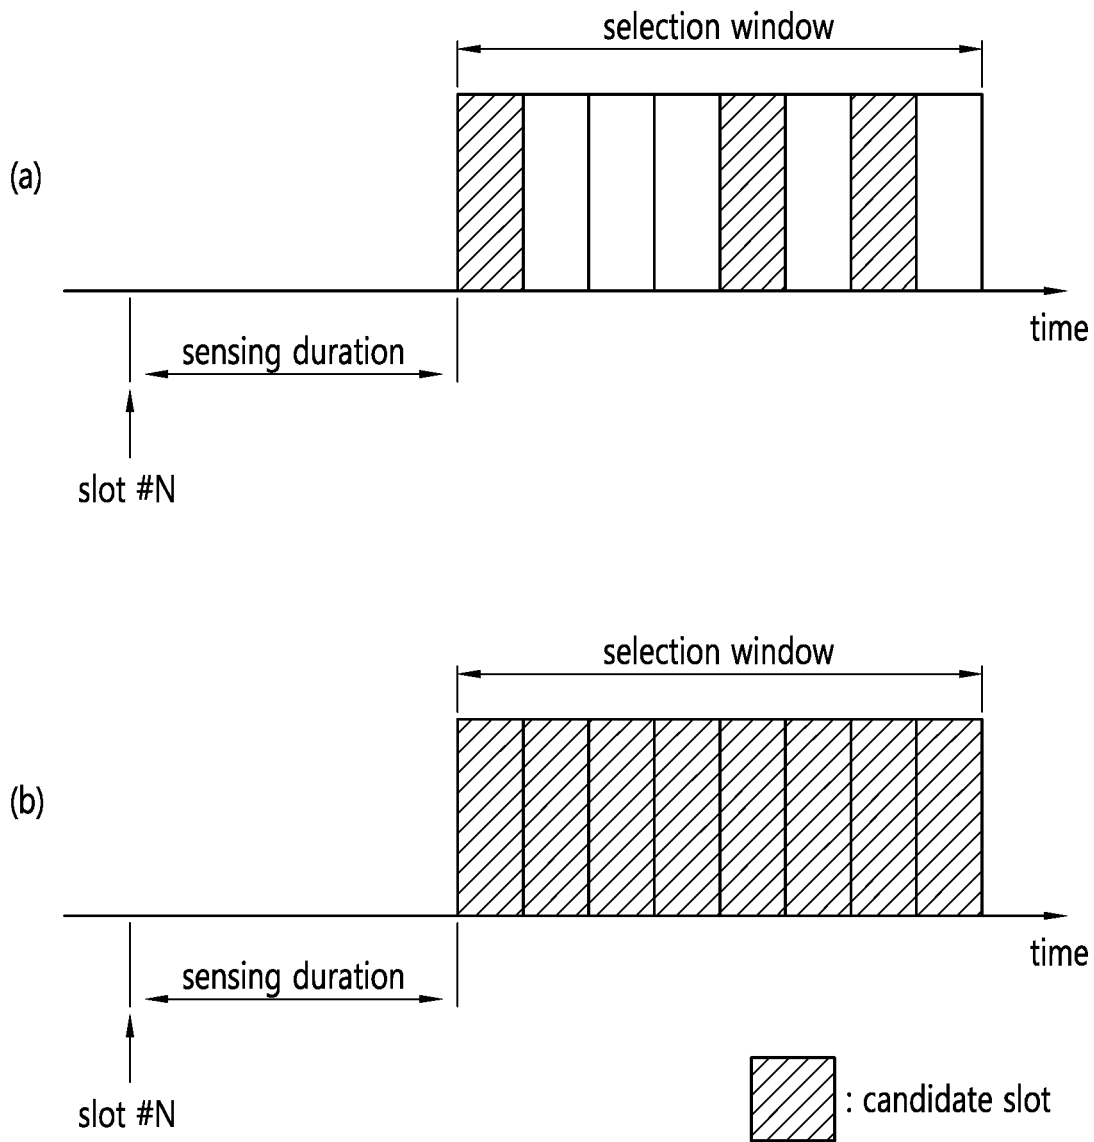 selection window
(a)
time
sensing duration
slot #N
selection window
(b)
time
sensing duration
slot #N
: candidate slot